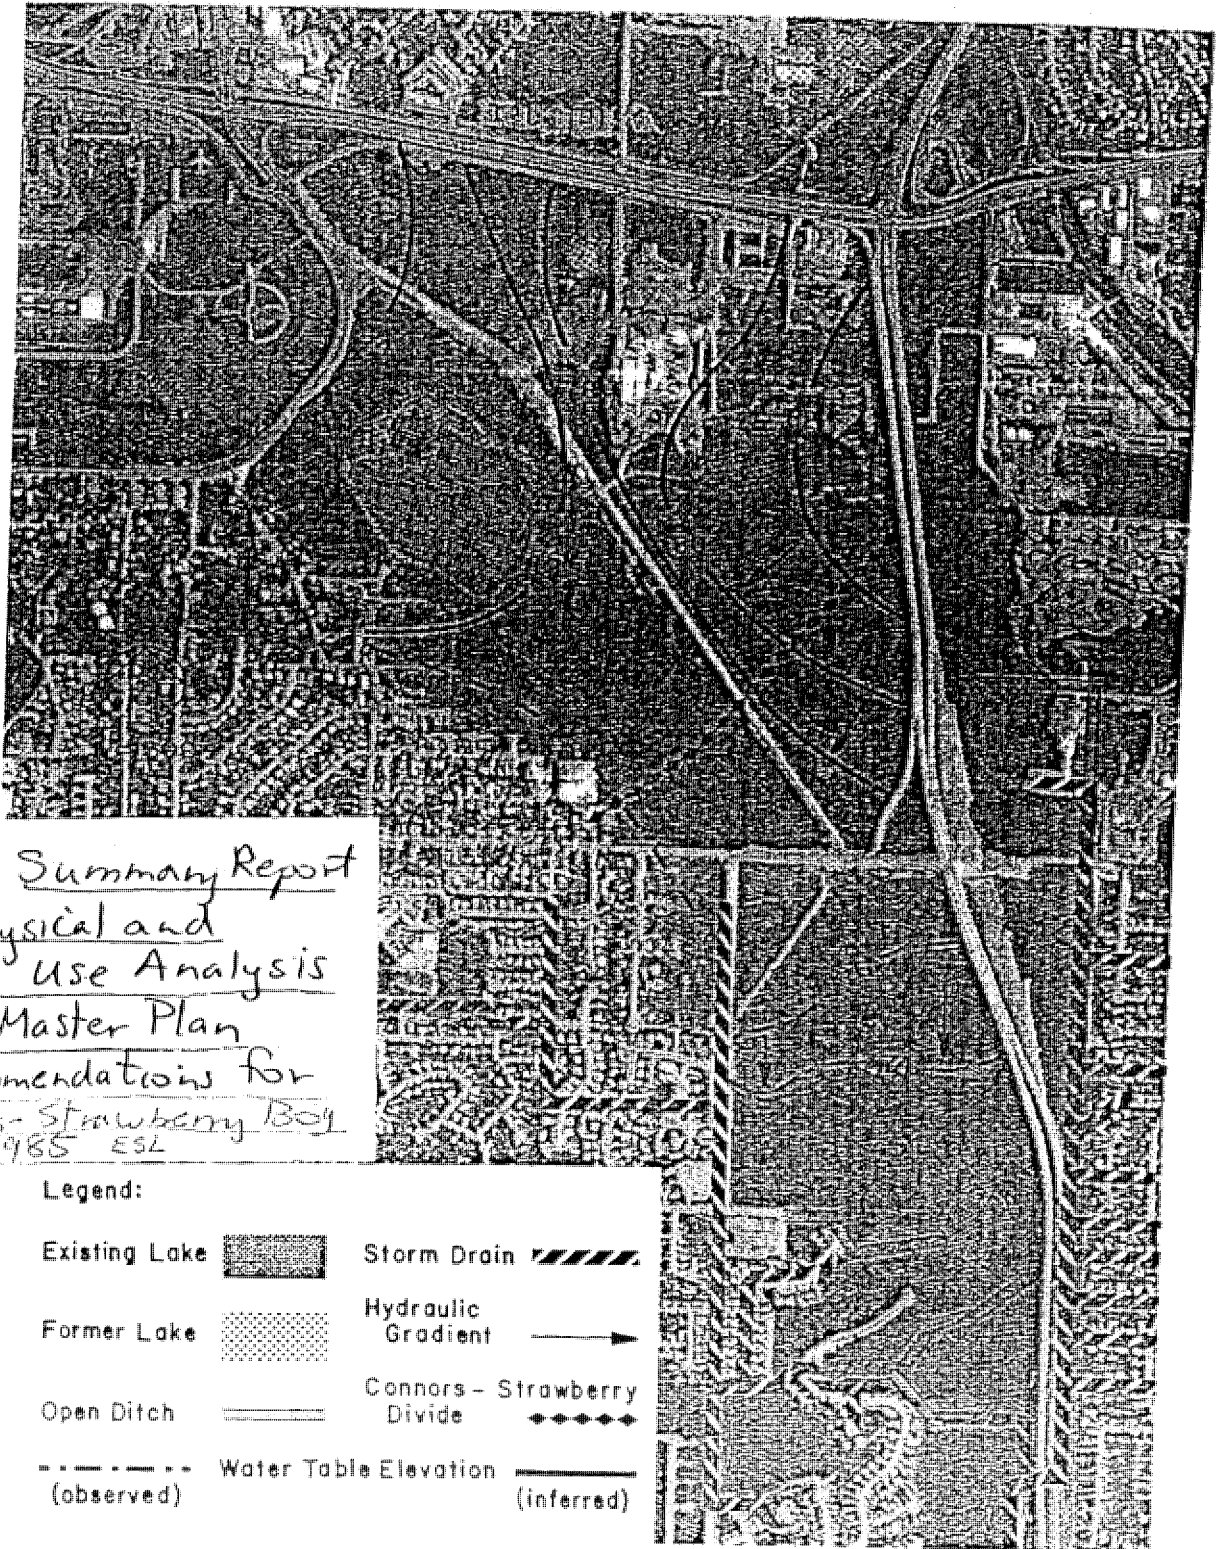 Summary Report
ysical and
Use Analysis
Master Plan
mendations for
s-Strawberry Bog
985 ESL
Legend:
Existing Lake
Storm Drain
Former Lake
Hydraulic
Gradient
Open Ditch
Connors - Strawberry
Divide
Water Table Elevation
(observed)
(inferred)